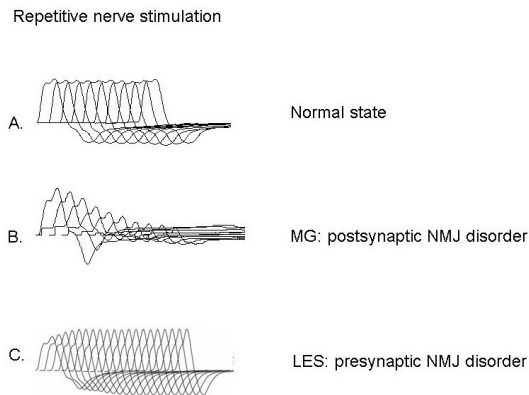 Repetitive nerve stimulation
A.
Normal state
B.
MG: postsynaptic NMJ disorder
C.
LES: presynaptic NMJ disorder